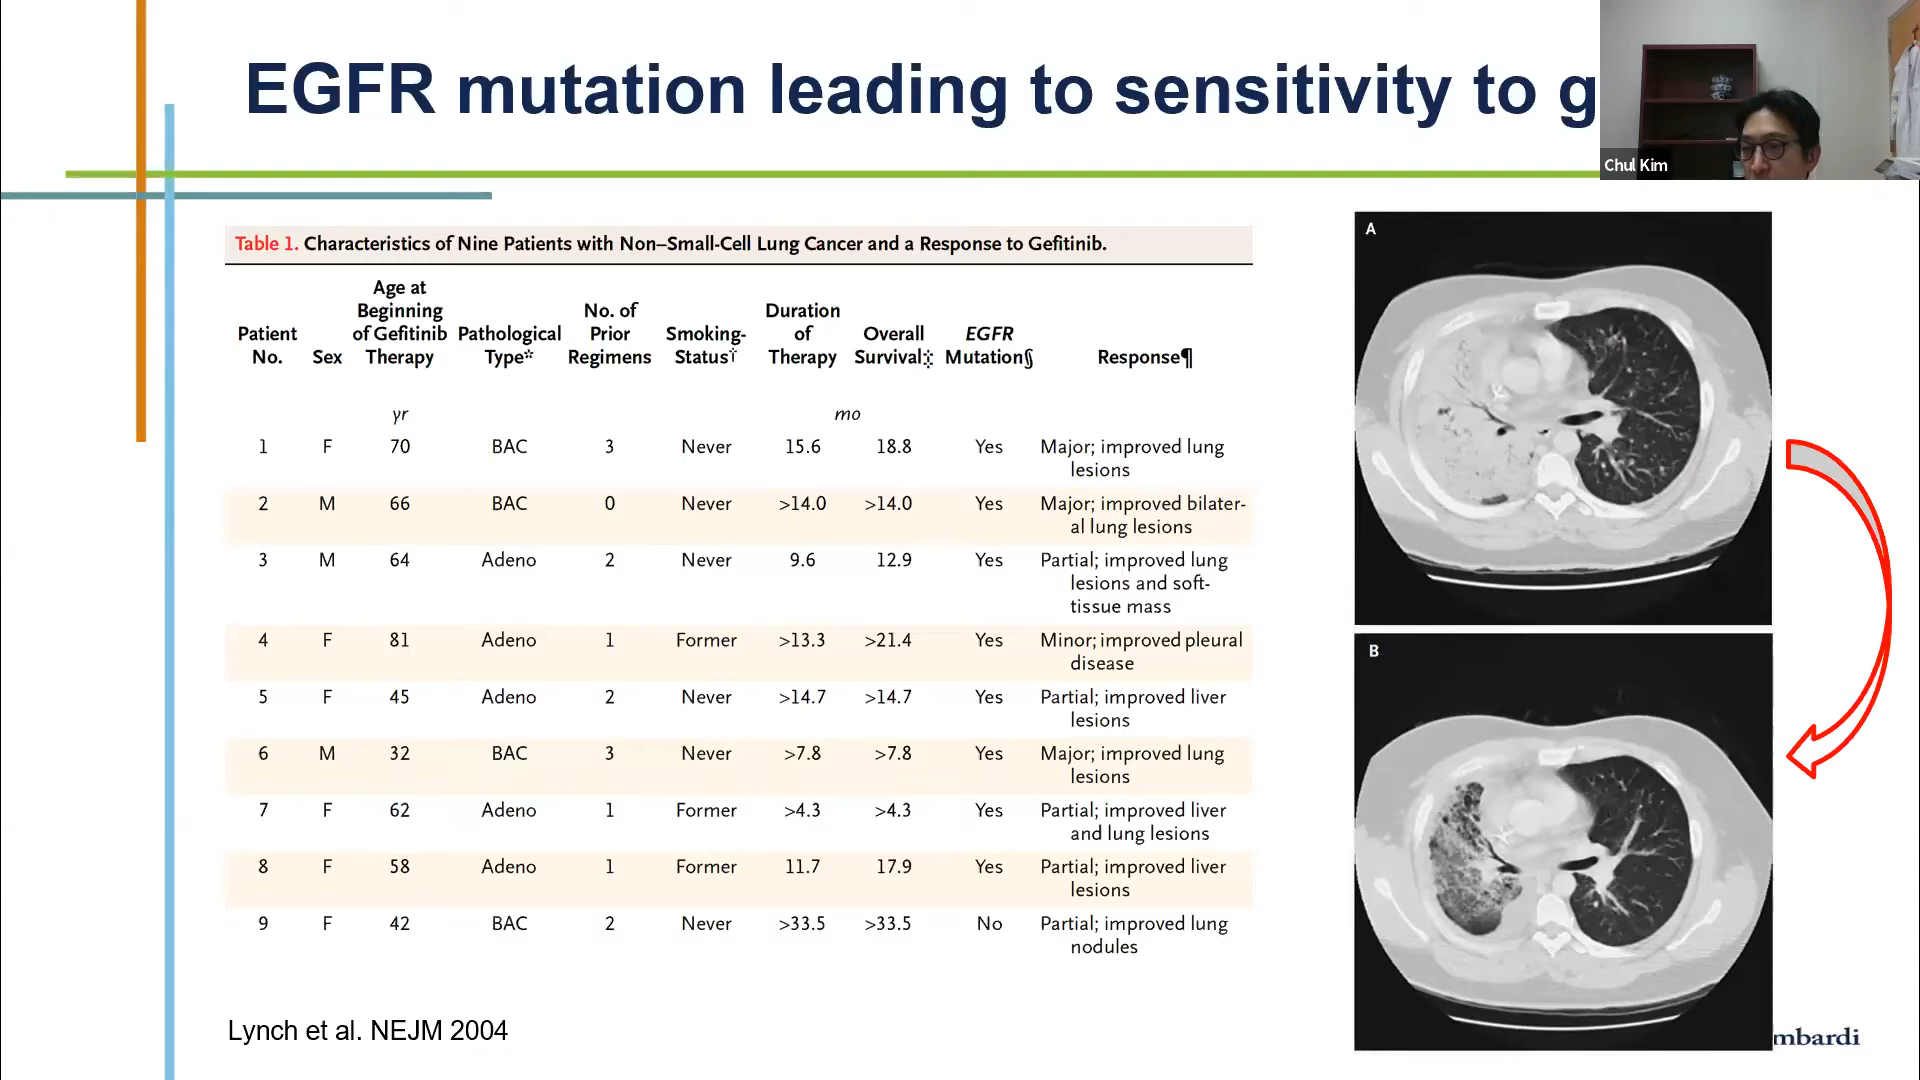 EGFR mutation leading to sensitivity to g
Chul Kim
Table 1. Characteristics of Nine Patients with Non–Small-Cell Lung Cancer and a Response to Gefitinib.
Patient No. Sex Age at Beginning of Gefitinib Therapy Pathological Type* No. of Prior Regimens Smoking-Status† Duration of Therapy Overall Survival‡ EGFR Mutation§ Response¶
yr mo
1 F 70 BAC 3 Never 15.6 18.8 Yes Major; improved lung
lesions
2 M 66 BAC 0 Never >14.0 >14.0 Yes Major; improved bilater-
al lung lesions
3 M 64 Adeno 2 Never 9.6 12.9 Yes Partial; improved lung
lesions and soft-
tissue mass
4 F 81 Adeno 1 Former >13.3 >21.4 Yes Minor; improved pleural
disease
5 F 45 Adeno 2 Never >14.7 >14.7 Yes Partial; improved liver
lesions
6 M 32 BAC 3 Never >7.8 >7.8 Yes Major; improved lung
lesions
7 F 62 Adeno 1 Former >4.3 >4.3 Yes Partial; improved liver
and lung lesions
8 F 58 Adeno 1 Former 11.7 17.9 Yes Partial; improved liver
lesions
9 F 42 BAC 2 Never >33.5 >33.5 No Partial; improved lung
nodules
A
B
Lynch et al. NEJM 2004
mbardi